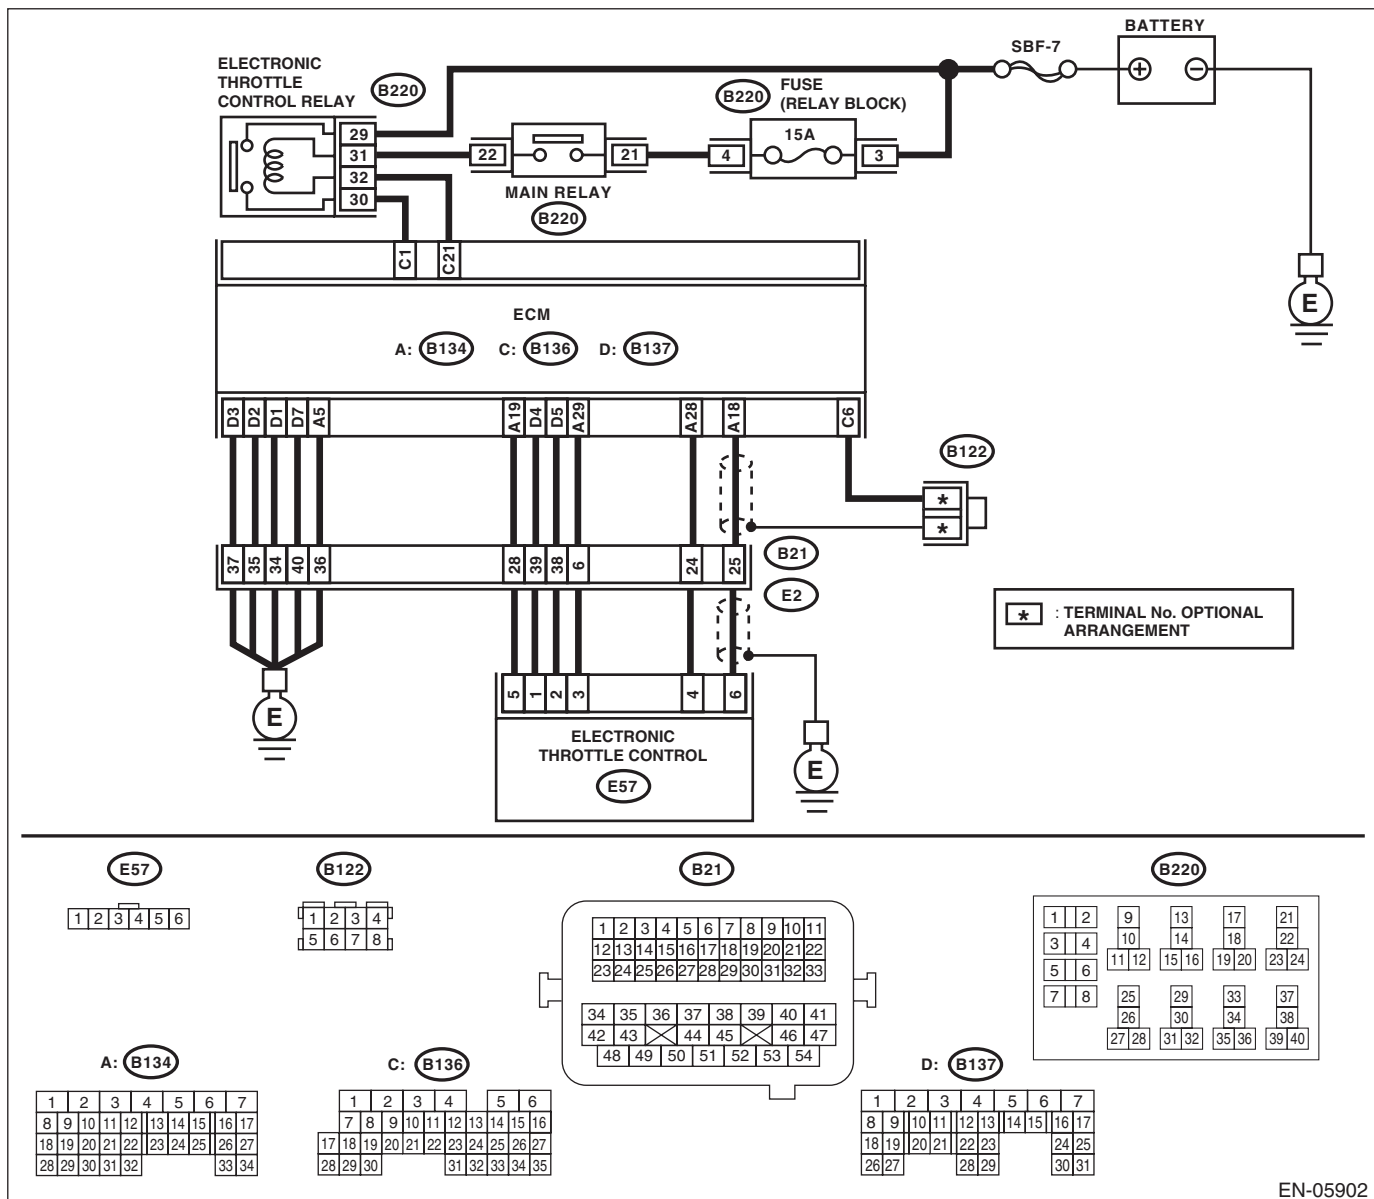 BATTERY
SBF-7
ELECTRONIC
THROTTLE
CONTROL RELAY
B220
B220
FUSE
(RELAY BLOCK)
15A
29
31
32
30
22
21
4
3
MAIN RELAY
B220
C1
C21
E
ECM
A: B134 C: B136 D: B137
D3 D2 D1 D7 A5 A19 D4 D5 A29 A28 A18 C6
B122
*
*
37 35 34 40 36 28 39 38 6 24 25
B21
E2
* : TERMINAL No. OPTIONAL
ARRANGEMENT
5 1 2 3 4 6
E
ELECTRONIC
THROTTLE CONTROL
E57
E
E57
1 2 3 4 5 6
B122
1 2 3 4
5 6 7 8
B21
1 2 3 4 5 6 7 8 9 10 11
12 13 14 15 16 17 18 19 20 21 22
23 24 25 26 27 28 29 30 31 32 33
34 35 36 37 38 39 40 41
42 43 44 45 46 47
48 49 50 51 52 53 54
B220
1 2 9 13 17 21
3 4 10 14 18 22
5 6 11 12 15 16 19 20 23 24
7 8 25 29 33 37
26 30 34 38
27 28 31 32 35 36 39 40
A: B134
1 2 3 4 5 6 7
8 9 10 11 12 13 14 15 16 17
18 19 20 21 22 23 24 25 26 27
28 29 30 31 32 33 34
C: B136
1 2 3 4 5 6
7 8 9 10 11 12 13 14 15 16
17 18 19 20 21 22 23 24 25 26 27
28 29 30 31 32 33 34 35
D: B137
1 2 3 4 5 6 7
8 9 10 11 12 13 14 15 16 17
18 19 20 21 22 23 24 25
26 27 28 29 30 31
EN-05902